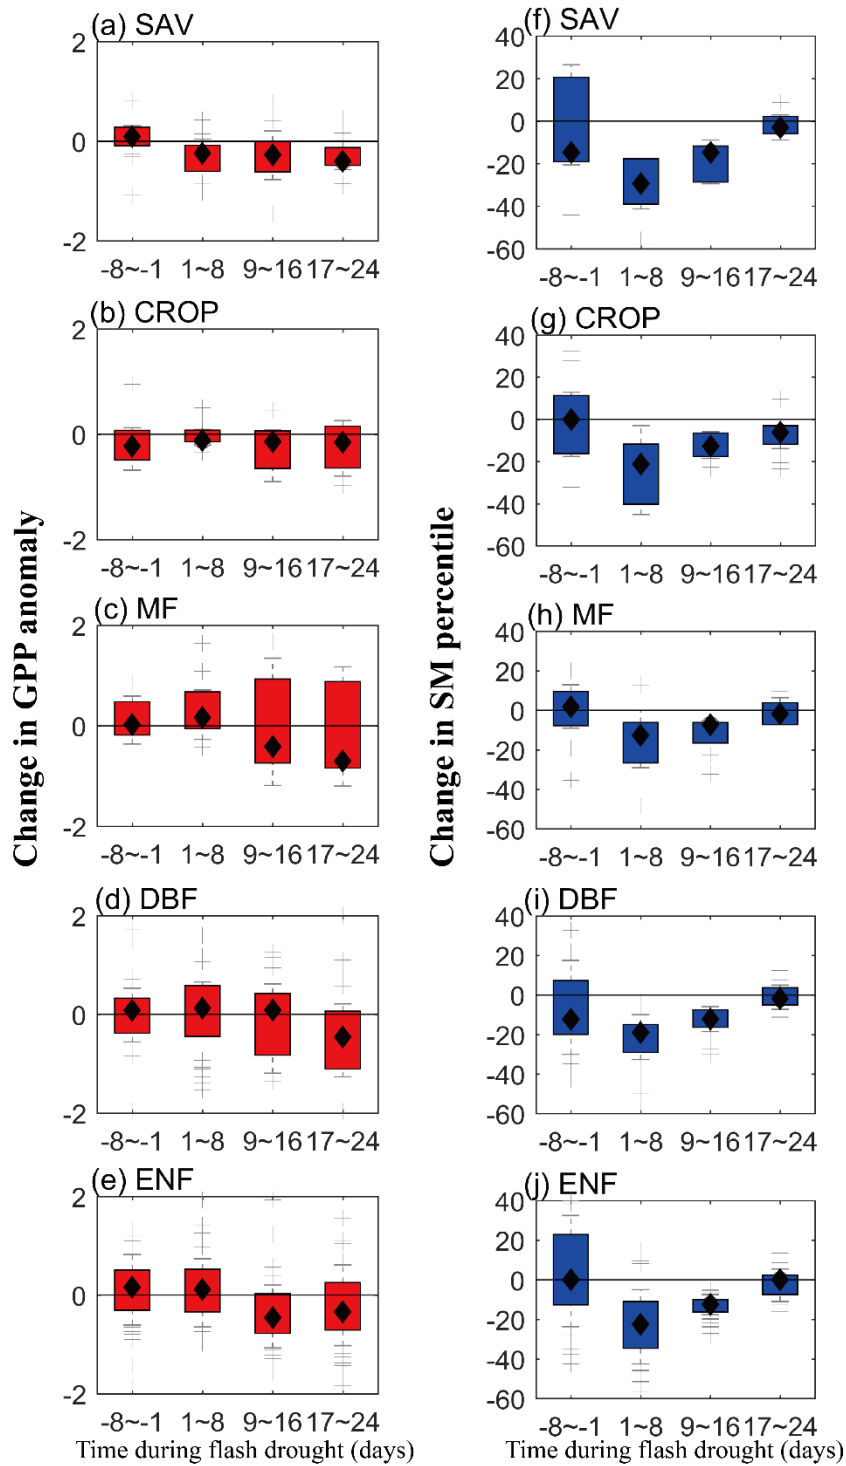 (a) SAV
2
0
-2
-8~-1 1~8 9~16 17~24
(b) CROP
2
0
-2
-8~-1 1~8 9~16 17~24
(c) MF
2
0
-2
-8~-1 1~8 9~16 17~24
(d) DBF
2
0
-2
-8~-1 1~8 9~16 17~24
(e) ENF
2
0
-2
-8~-1 1~8 9~16 17~24
Time during flash drought (days)
Change in GPP anomaly
(f) SAV
40
20
0
-20
-40
-60
-8~-1 1~8 9~16 17~24
(g) CROP
40
20
0
-20
-40
-60
-8~-1 1~8 9~16 17~24
(h) MF
40
20
0
-20
-40
-60
-8~-1 1~8 9~16 17~24
(i) DBF
40
20
0
-20
-40
-60
-8~-1 1~8 9~16 17~24
(j) ENF
40
20
0
-20
-40
-60
-8~-1 1~8 9~16 17~24
Time during flash drought (days)
Change in SM percentile